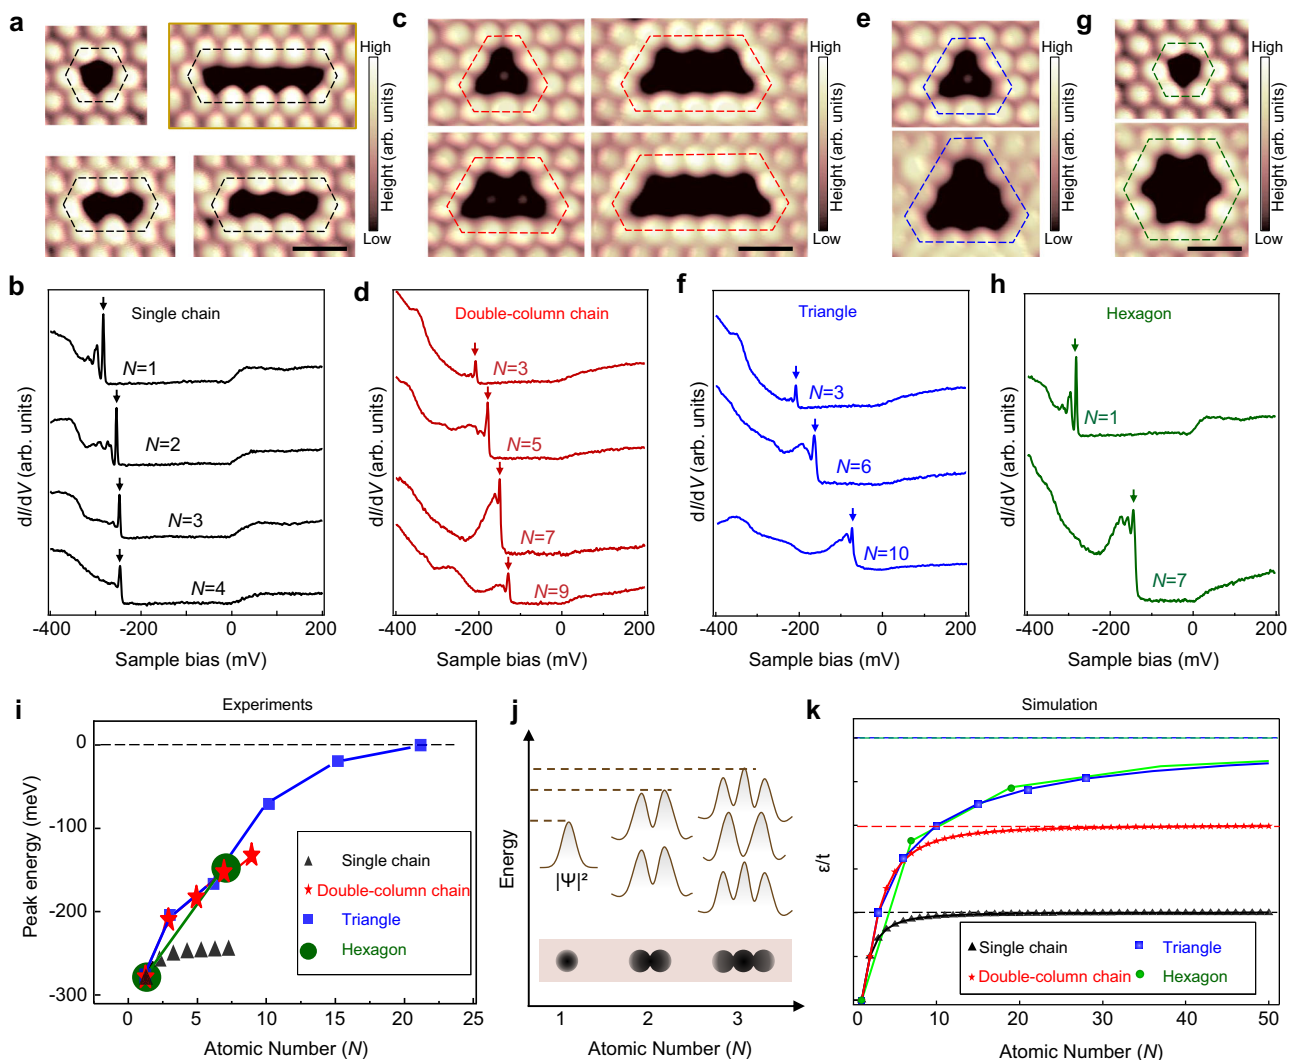 a
High
Height (arb. units)
Low
c
High
Height (arb. units)
Low
e
High
Height (arb. units)
Low
g
High
Height (arb. units)
Low
b
dI/dV (arb. units)
Single chain
N=1
N=2
N=3
N=4
-400 -200 0 200
Sample bias (mV)
d
dI/dV (arb. units)
Double-column chain
N=3
N=5
N=7
N=9
-400 -200 0 200
Sample bias (mV)
f
dI/dV (arb. units)
Triangle
N=3
N=6
N=10
-400 -200 0 200
Sample bias (mV)
h
dI/dV (arb. units)
Hexagon
N=1
N=7
-400 -200 0 200
Sample bias (mV)
i
Experiments
Peak energy (meV)
0
-100
-200
-300
Single chain
Double-column chain
Triangle
Hexagon
0 5 10 15 20 25
Atomic Number (N)
j
Energy
|Ψ|²
1 2 3
Atomic Number (N)
k
Simulation
ε/t
Single chain
Double-column chain
Triangle
Hexagon
0 10 20 30 40 50
Atomic Number (N)